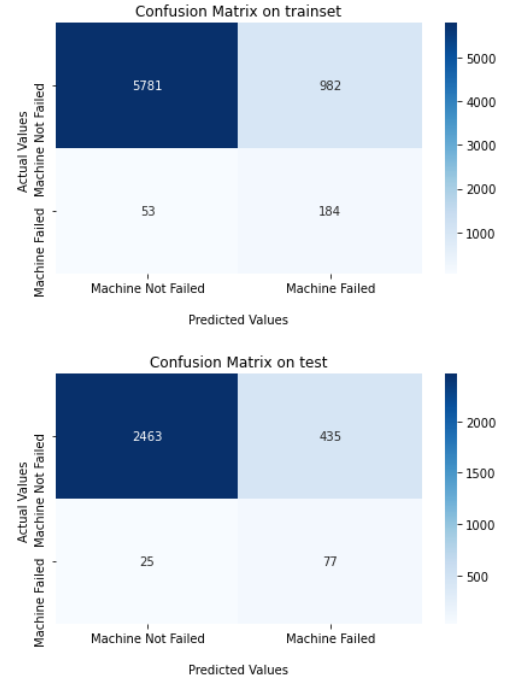 Confusion Matrix on trainset
Actual Values
Machine Not Failed
Machine Failed
5781 982
53 184
5000
4000
3000
2000
1000
Machine Not Failed Machine Failed
Predicted Values
Confusion Matrix on test
Actual Values
Machine Not Failed
Machine Failed
2463 435
25 77
2000
1500
1000
500
Machine Not Failed Machine Failed
Predicted Values